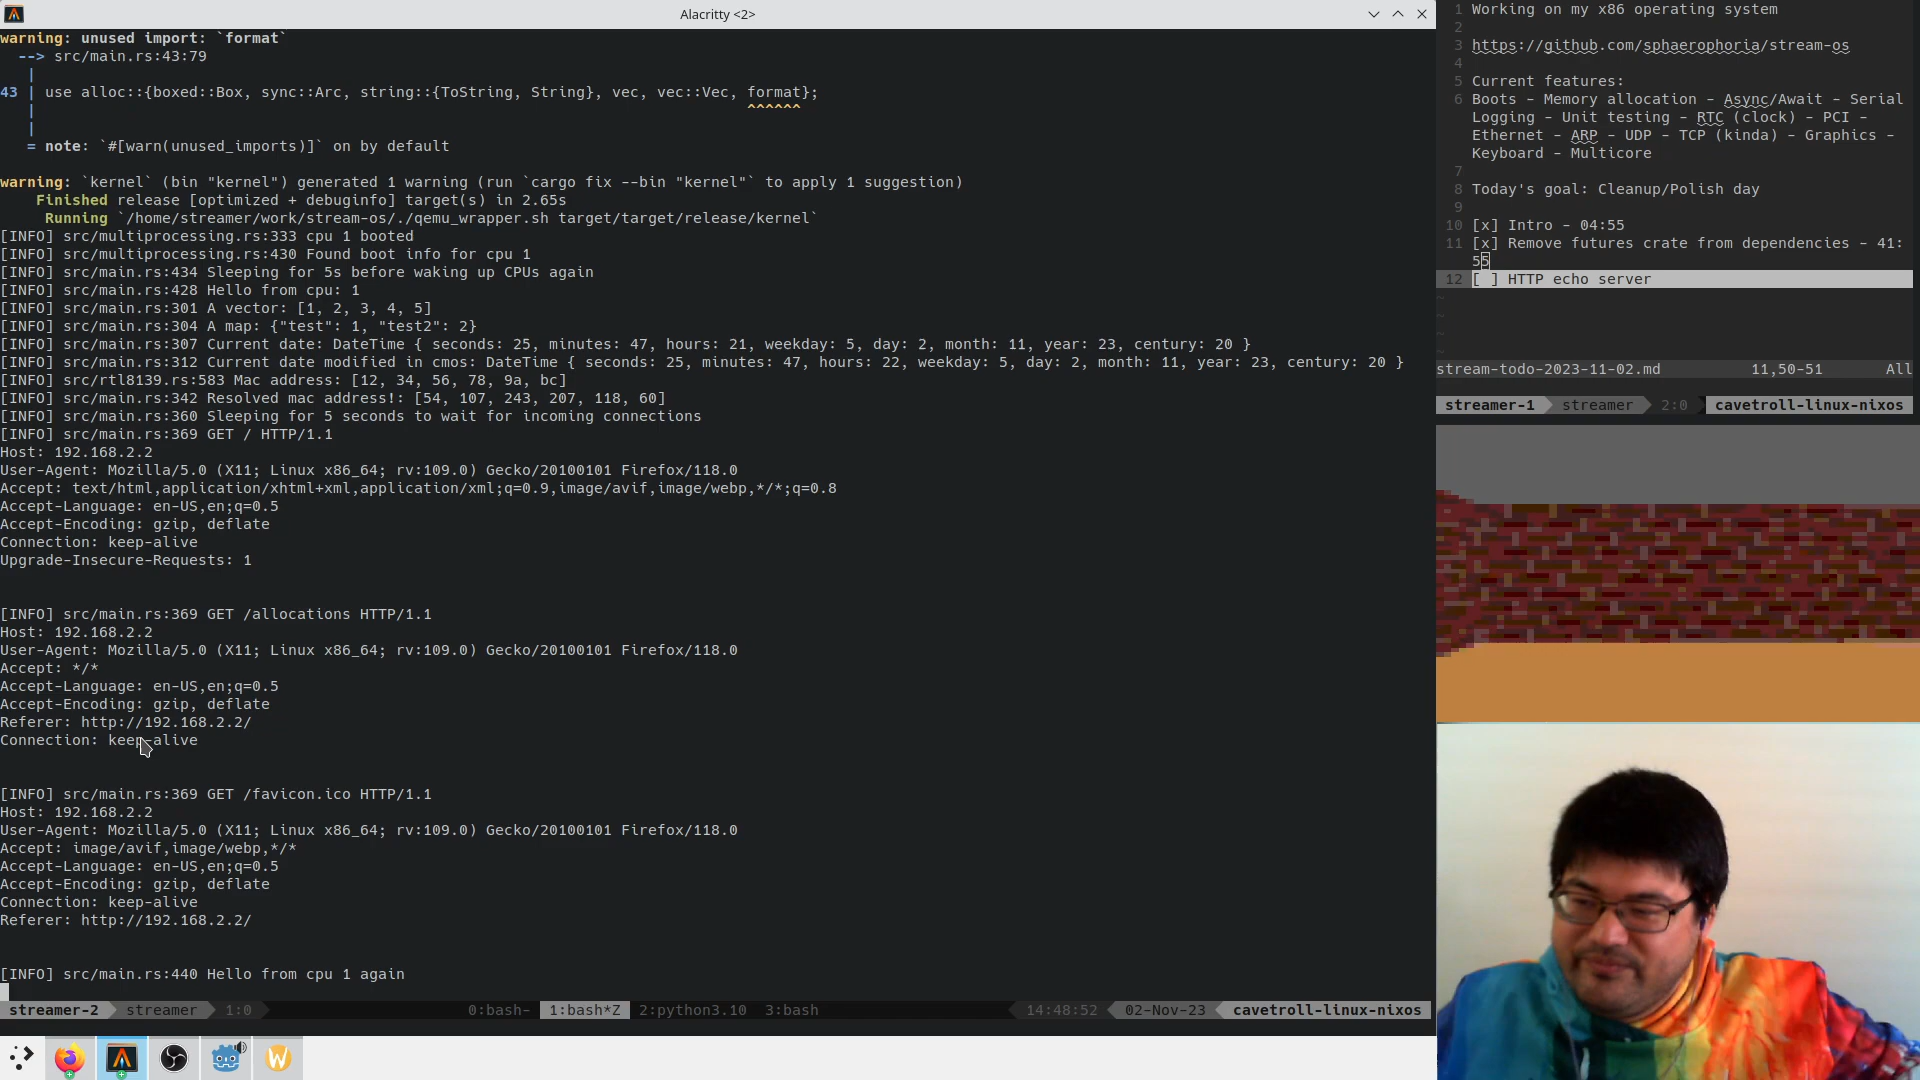 Alacritty <2>
warning: unused import: `format`
--> src/main.rs:43:79
|
43 | use alloc::{boxed::Box, sync::Arc, string::{ToString, String}, vec, vec::Vec, format};
| ^^^^^^
|
= note: `#[warn(unused_imports)]` on by default
warning: `kernel` (bin "kernel") generated 1 warning (run `cargo fix --bin "kernel"` to apply 1 suggestion)
Finished release [optimized + debuginfo] target(s) in 2.65s
Running `/home/streamer/work/stream-os/./qemu_wrapper.sh target/target/release/kernel`
[INFO] src/multiprocessing.rs:333 cpu 1 booted
[INFO] src/multiprocessing.rs:430 Found boot info for cpu 1
[INFO] src/main.rs:434 Sleeping for 5s before waking up CPUs again
[INFO] src/main.rs:428 Hello from cpu: 1
[INFO] src/main.rs:301 A vector: [1, 2, 3, 4, 5]
[INFO] src/main.rs:304 A map: {"test": 1, "test2": 2}
[INFO] src/main.rs:307 Current date: DateTime { seconds: 25, minutes: 47, hours: 21, weekday: 5, day: 2, month: 11, year: 23, century: 20 }
[INFO] src/main.rs:312 Current date modified in cmos: DateTime { seconds: 25, minutes: 47, hours: 22, weekday: 5, day: 2, month: 11, year: 23, century: 20 }
[INFO] src/rtl8139.rs:583 Mac address: [12, 34, 56, 78, 9a, bc]
[INFO] src/main.rs:342 Resolved mac address!: [54, 107, 243, 207, 118, 60]
[INFO] src/main.rs:360 Sleeping for 5 seconds to wait for incoming connections
[INFO] src/main.rs:369 GET / HTTP/1.1
Host: 192.168.2.2
User-Agent: Mozilla/5.0 (X11; Linux x86_64; rv:109.0) Gecko/20100101 Firefox/118.0
Accept: text/html,application/xhtml+xml,application/xml;q=0.9,image/avif,image/webp,*/*;q=0.8
Accept-Language: en-US,en;q=0.5
Accept-Encoding: gzip, deflate
Connection: keep-alive
Upgrade-Insecure-Requests: 1
[INFO] src/main.rs:369 GET /allocations HTTP/1.1
Host: 192.168.2.2
User-Agent: Mozilla/5.0 (X11; Linux x86_64; rv:109.0) Gecko/20100101 Firefox/118.0
Accept: */*
Accept-Language: en-US,en;q=0.5
Accept-Encoding: gzip, deflate
Referer: http://192.168.2.2/
Connection: keep-alive
[INFO] src/main.rs:369 GET /favicon.ico HTTP/1.1
Host: 192.168.2.2
User-Agent: Mozilla/5.0 (X11; Linux x86_64; rv:109.0) Gecko/20100101 Firefox/118.0
Accept: image/avif,image/webp,*/*
Accept-Language: en-US,en;q=0.5
Accept-Encoding: gzip, deflate
Connection: keep-alive
Referer: http://192.168.2.2/
[INFO] src/main.rs:440 Hello from cpu 1 again
streamer-2 streamer 1:0 0:bash- 1:bash*Z 2:python3.10 3:bash 14:48:52 02-Nov-23 cavetroll-linux-nixos
1 Working on my x86 operating system
2
3 https://github.com/sphaerophoria/stream-os
4
5 Current features:
6 Boots - Memory allocation - Async/Await - Serial
Logging - Unit testing - RTC (clock) - PCI -
Ethernet - ARP - UDP - TCP (kinda) - Graphics -
Keyboard - Multicore
7
8 Today's goal: Cleanup/Polish day
9
10 [x] Intro - 04:55
11 [x] Remove futures crate from dependencies - 41:
55
12 [ ] HTTP echo server
~
~
~
~
stream-todo-2023-11-02.md 11,50-51 All
streamer-1 streamer 2:0 cavetroll-linux-nixos